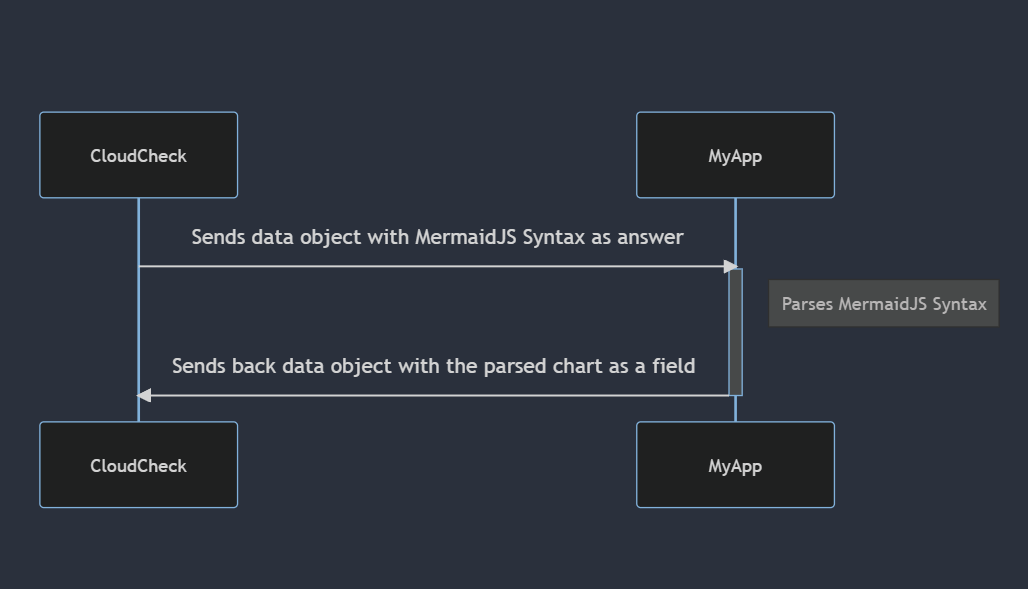 CloudCheck
MyApp
Sends data object with MermaidJS Syntax as answer
Parses MermaidJS Syntax
Sends back data object with the parsed chart as a field
CloudCheck
MyApp